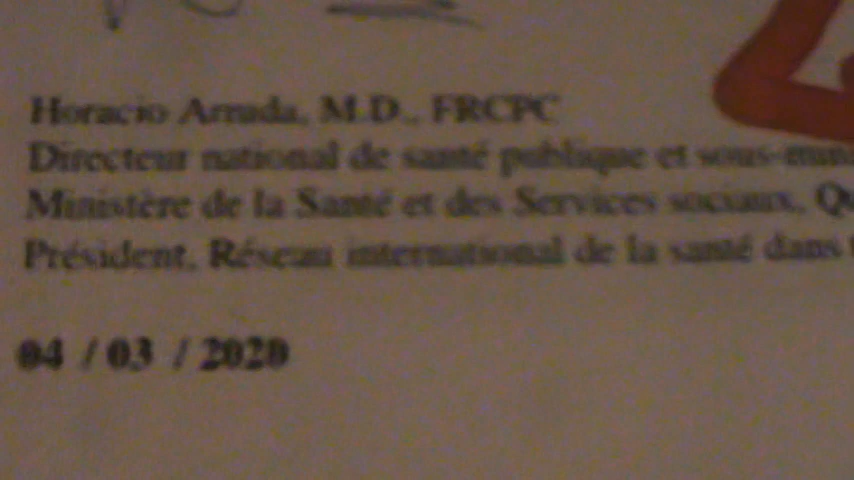 Horacio Arruda, M.D., FRCPC
Directeur national de santé publique et
Ministère de la Santé et des Services sociaux,
Président, Réseau international de la santé dans
04 / 03 / 2020